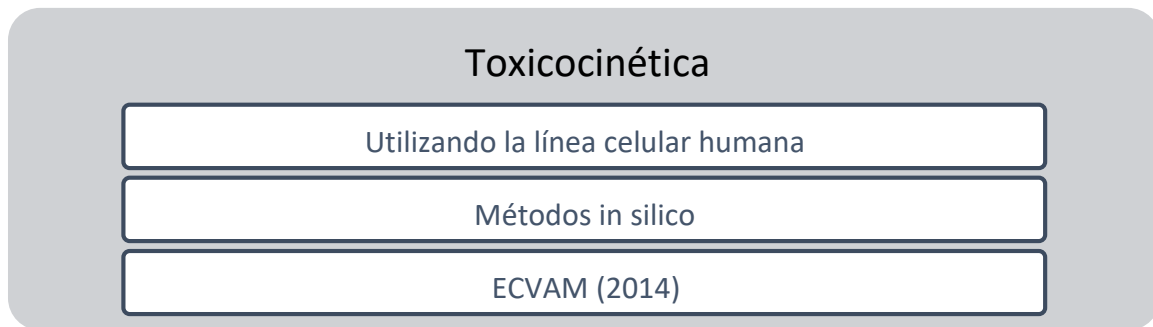 Toxicocinética
Utilizando la línea celular humana
Métodos in silico
ECVAM (2014)